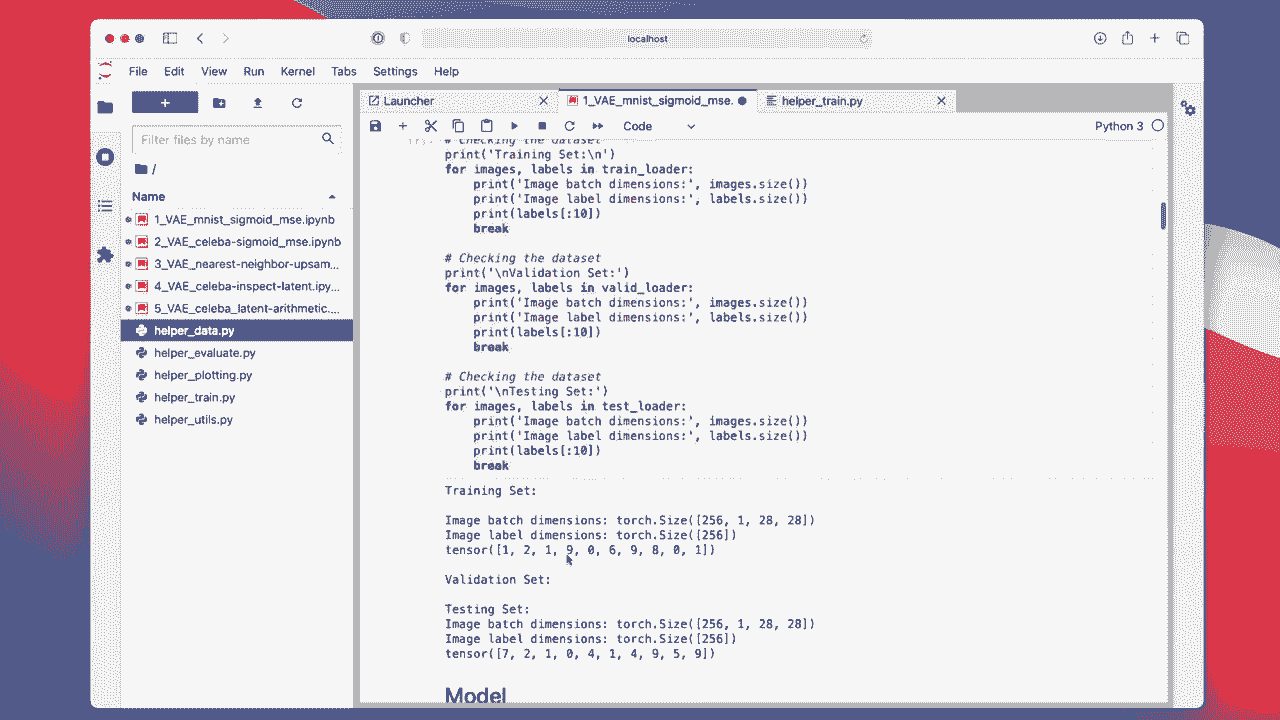 localhost
File Edit View Run Kernel Tabs Settings Help
Filter files by name
/
Name
1_VAE_mnist_sigmoid_mse.ipynb
2_VAE_celeba-sigmoid_mse.ipynb
3_VAE_nearest-neighbor-upsam...
4_VAE_celeba-inspect-latent.ipy...
5_VAE_celeba_latent-arithmetic....
helper_data.py
helper_evaluate.py
helper_plotting.py
helper_train.py
helper_utils.py
Launcher
1_VAE_mnist_sigmoid_mse.
helper_train.py
Code
Python 3
# Checking the dataset
print('Training Set:\n')
for images, labels in train_loader:
    print('Image batch dimensions:', images.size())
    print('Image label dimensions:', labels.size())
    print(labels[:10])
    break
# Checking the dataset
print('\nValidation Set:')
for images, labels in valid_loader:
    print('Image batch dimensions:', images.size())
    print('Image label dimensions:', labels.size())
    print(labels[:10])
    break
# Checking the dataset
print('\nTesting Set:')
for images, labels in test_loader:
    print('Image batch dimensions:', images.size())
    print('Image label dimensions:', labels.size())
    print(labels[:10])
    break
Training Set:
Image batch dimensions: torch.Size([256, 1, 28, 28])
Image label dimensions: torch.Size([256])
tensor([1, 2, 1, 9, 0, 6, 9, 8, 0, 1])
Validation Set:
Testing Set:
Image batch dimensions: torch.Size([256, 1, 28, 28])
Image label dimensions: torch.Size([256])
tensor([7, 2, 1, 0, 4, 1, 4, 9, 5, 9])
Model